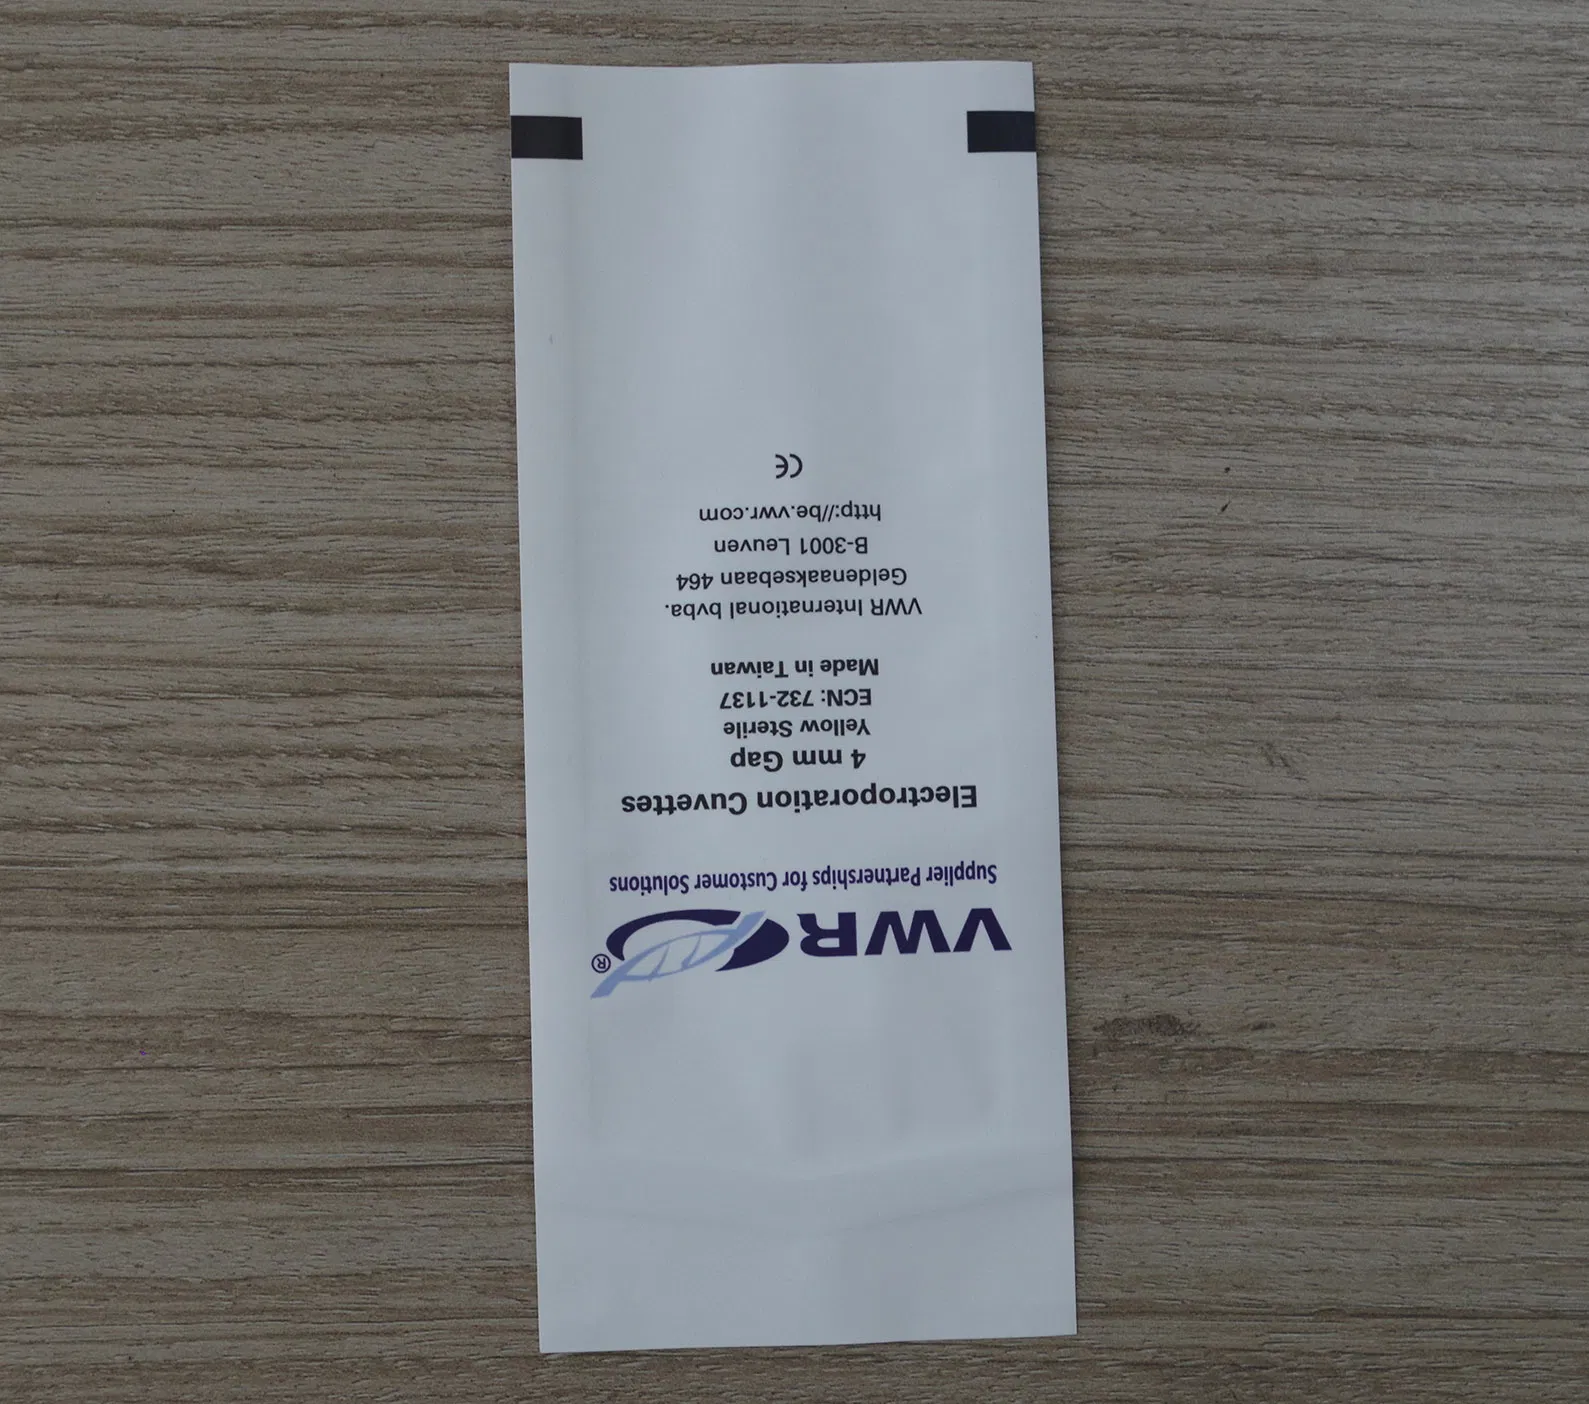 VWR®
Supplier Partnerships for Customer Solutions
Electroporation Cuvettes
4 mm Gap
Yellow Sterile
ECN: 732-1137
Made in Taiwan
VWR International bvba.
Geldenaaksebaan 464
B-3001 Leuven
http://be.vwr.com
CE